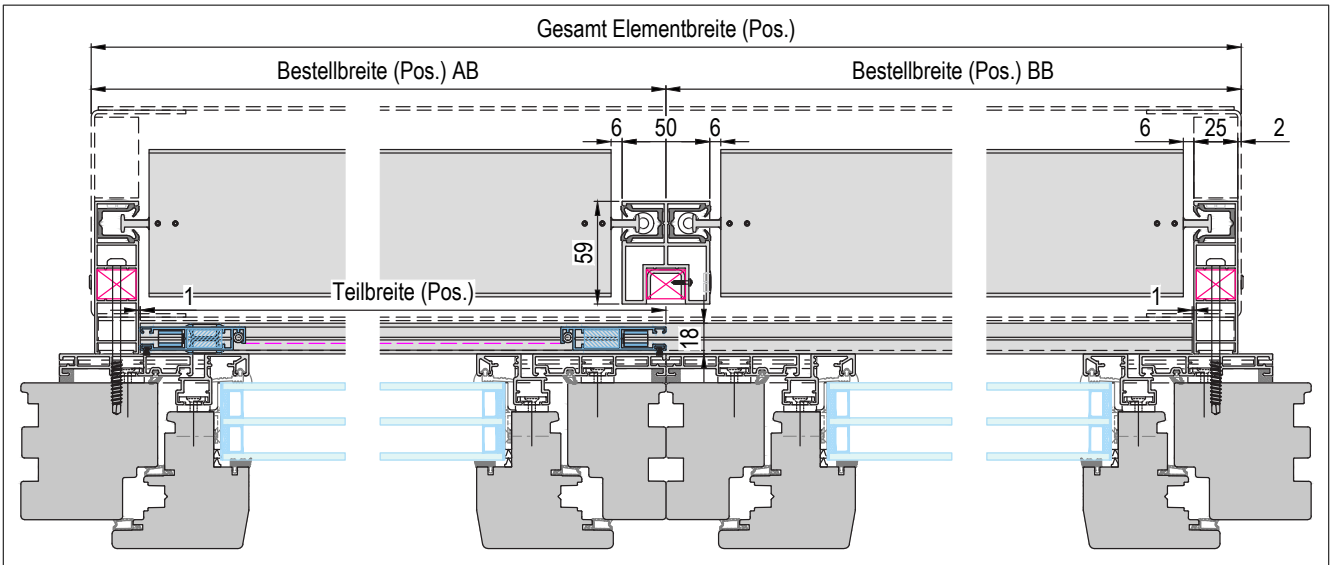 Gesamt Elementbreite (Pos.)
Bestellbreite (Pos.) AB
Bestellbreite (Pos.) BB
6 50 6
6 25 2
59
1
Teilbreite (Pos.)
1
18